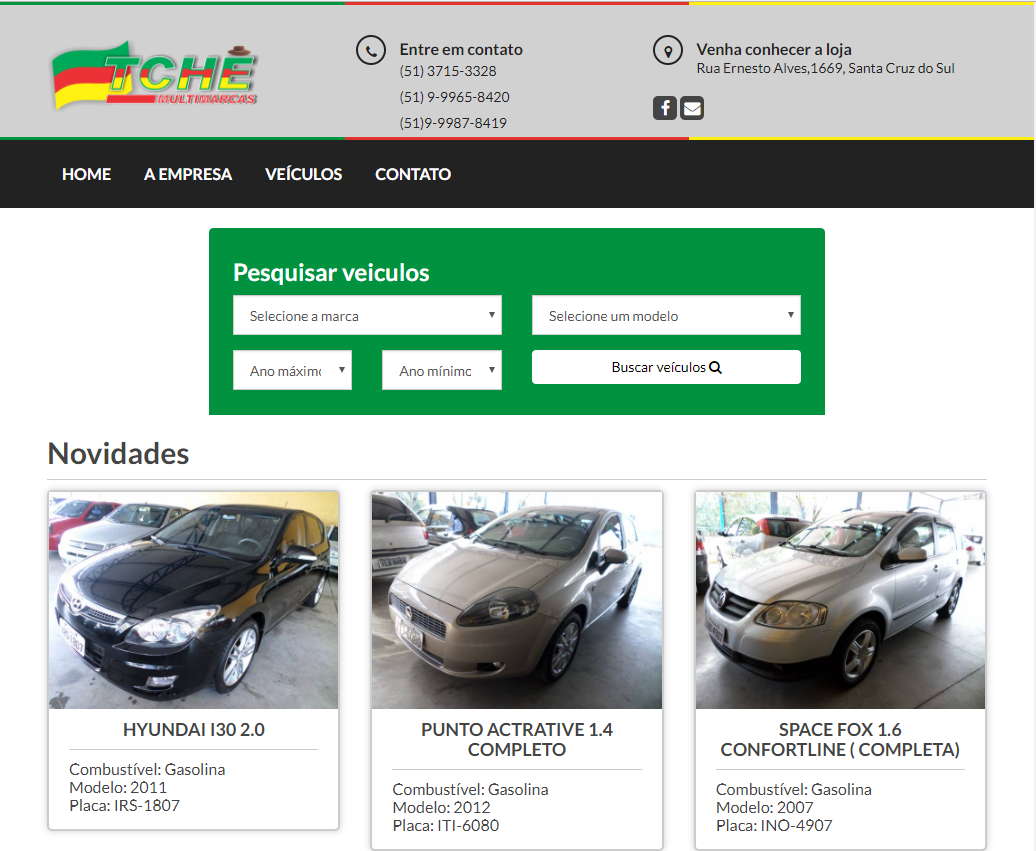 TCHÊ
MULTIMARCAS
Entre em contato
(51) 3715-3328
(51) 9-9965-8420
(51)9-9987-8419
Venha conhecer a loja
Rua Ernesto Alves,1669, Santa Cruz do Sul
HOME A EMPRESA VEÍCULOS CONTATO
Pesquisar veiculos
Selecione a marca Selecione um modelo
Ano máximo Ano mínimo Buscar veículos
Novidades
HYUNDAI I30 2.0
Combustível: Gasolina
Modelo: 2011
Placa: IRS-1807
PUNTO ACTRATIVE 1.4
COMPLETO
Combustível: Gasolina
Modelo: 2012
Placa: ITI-6080
SPACE FOX 1.6
CONFORTLINE ( COMPLETA)
Combustível: Gasolina
Modelo: 2007
Placa: INO-4907